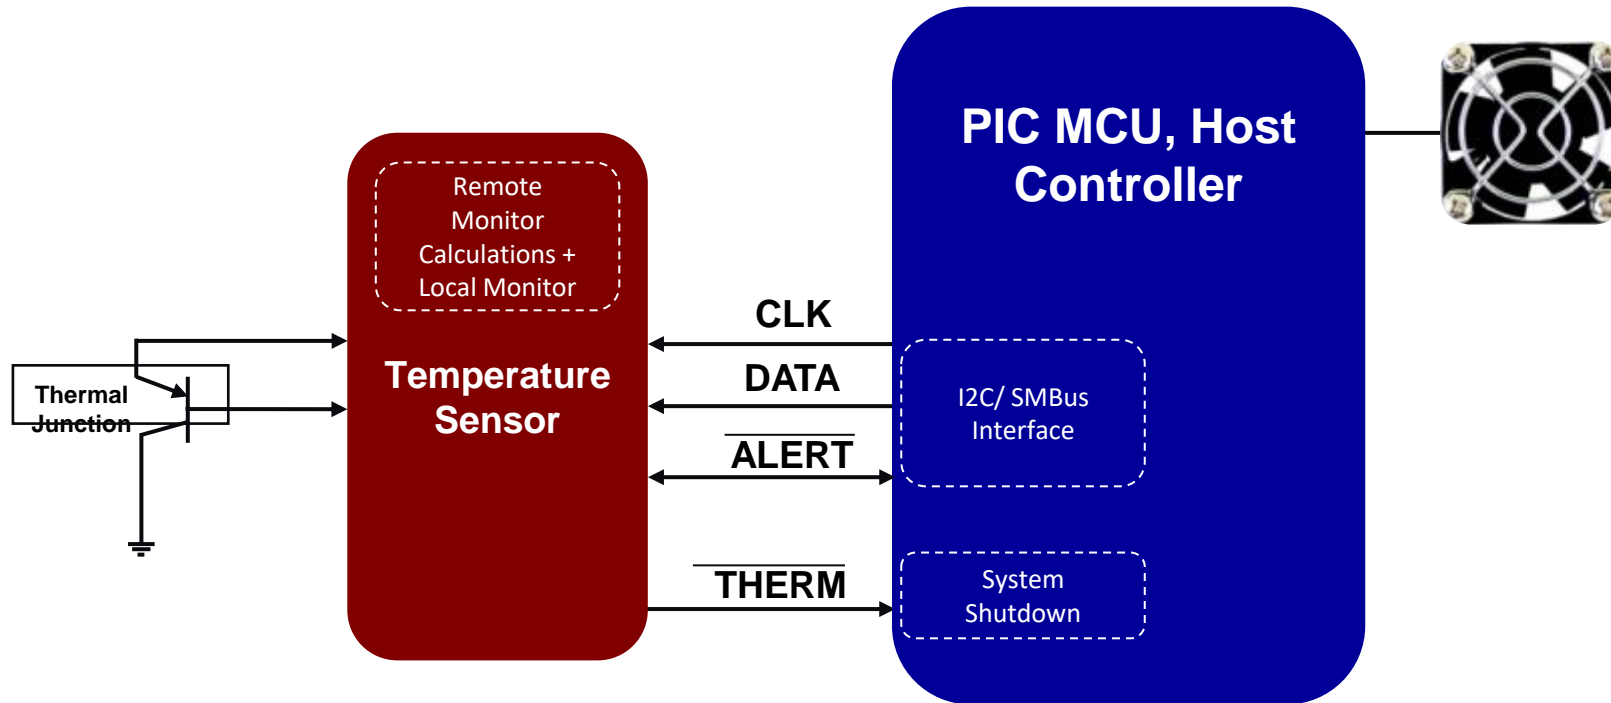 PIC MCU, Host
Controller
Remote
Monitor
Calculations +
Local Monitor
CLK
Temperature
Sensor
DATA
Thermal
Junction
I2C/ SMBus
Interface
ALERT
THERM
System
Shutdown